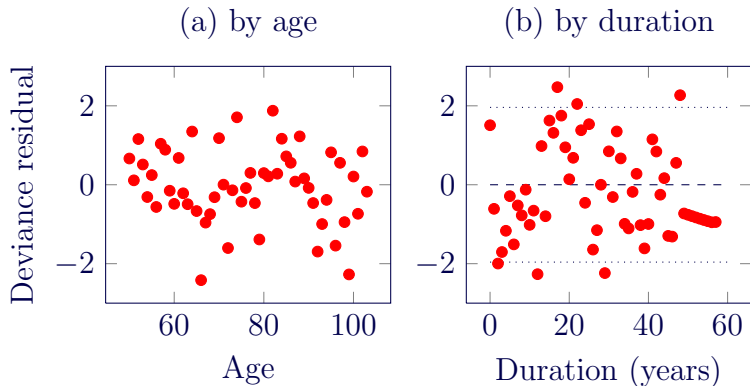 (a) by age
(b) by duration
Deviance residual
2
0
−2
60
80
100
Age
2
0
−2
0
20
40
60
Duration (years)